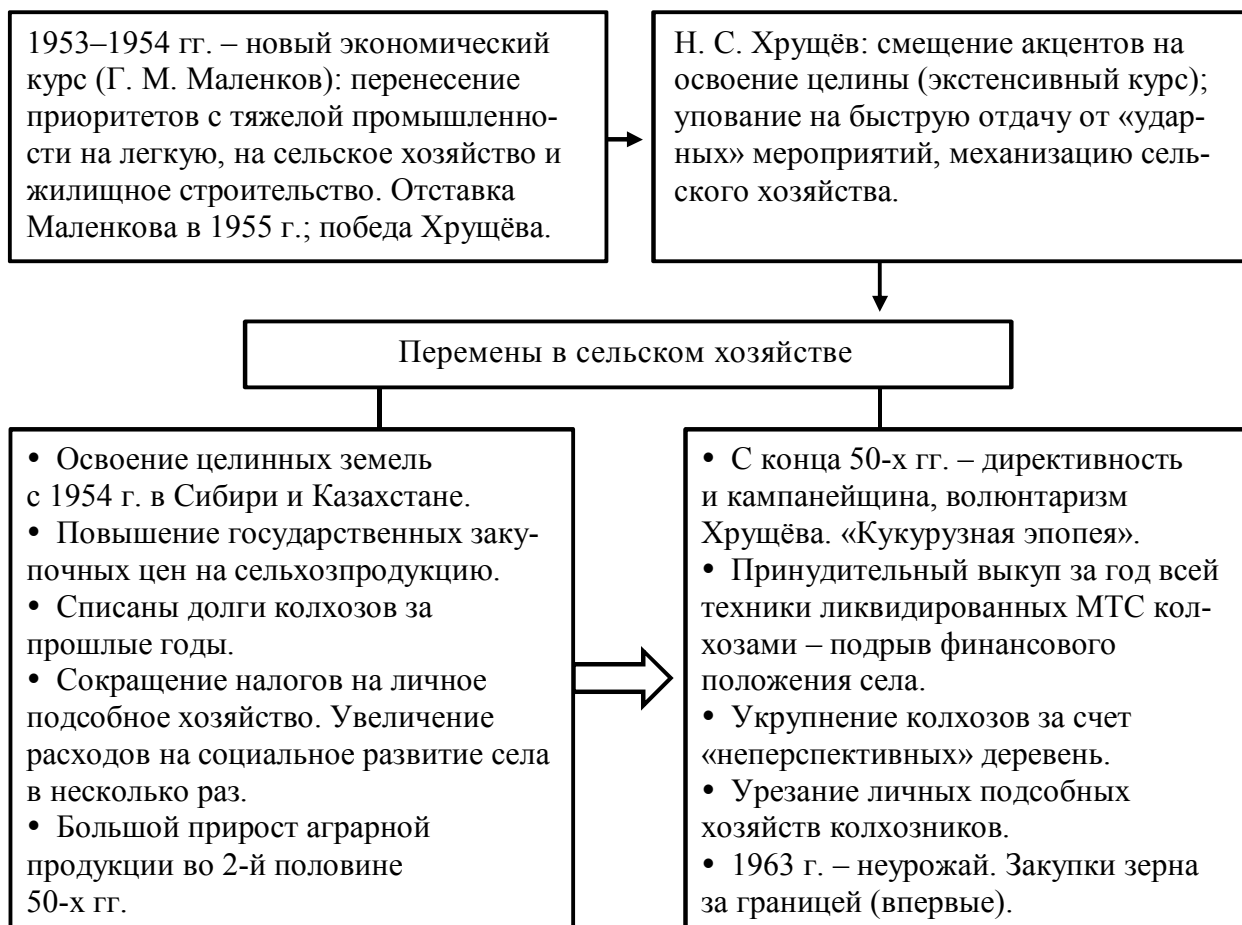 1953–1954 гг. – новый экономический
курс (Г. М. Маленков): перенесение
приоритетов с тяжелой промышленно-
сти на легкую, на сельское хозяйство и
жилищное строительство. Отставка
Маленкова в 1955 г.; победа Хрущёва.
Н. С. Хрущёв: смещение акцентов на
освоение целины (экстенсивный курс);
упование на быструю отдачу от «удар-
ных» мероприятий, механизацию сель-
ского хозяйства.
Перемены в сельском хозяйстве
• Освоение целинных земель
с 1954 г. в Сибири и Казахстане.
• Повышение государственных заку-
почных цен на сельхозпродукцию.
• Списаны долги колхозов за
прошлые годы.
• Сокращение налогов на личное
подсобное хозяйство. Увеличение
расходов на социальное развитие села
в несколько раз.
• Большой прирост аграрной
продукции во 2-й половине
50-х гг.
• С конца 50-х гг. – директивность
и кампанейщина, волюнтаризм
Хрущёва. «Кукурузная эпопея».
• Принудительный выкуп за год всей
техники ликвидированных МТС кол-
хозами – подрыв финансового
положения села.
• Укрупнение колхозов за счет
«неперспективных» деревень.
• Урезание личных подсобных
хозяйств колхозников.
• 1963 г. – неурожай. Закупки зерна
за границей (впервые).